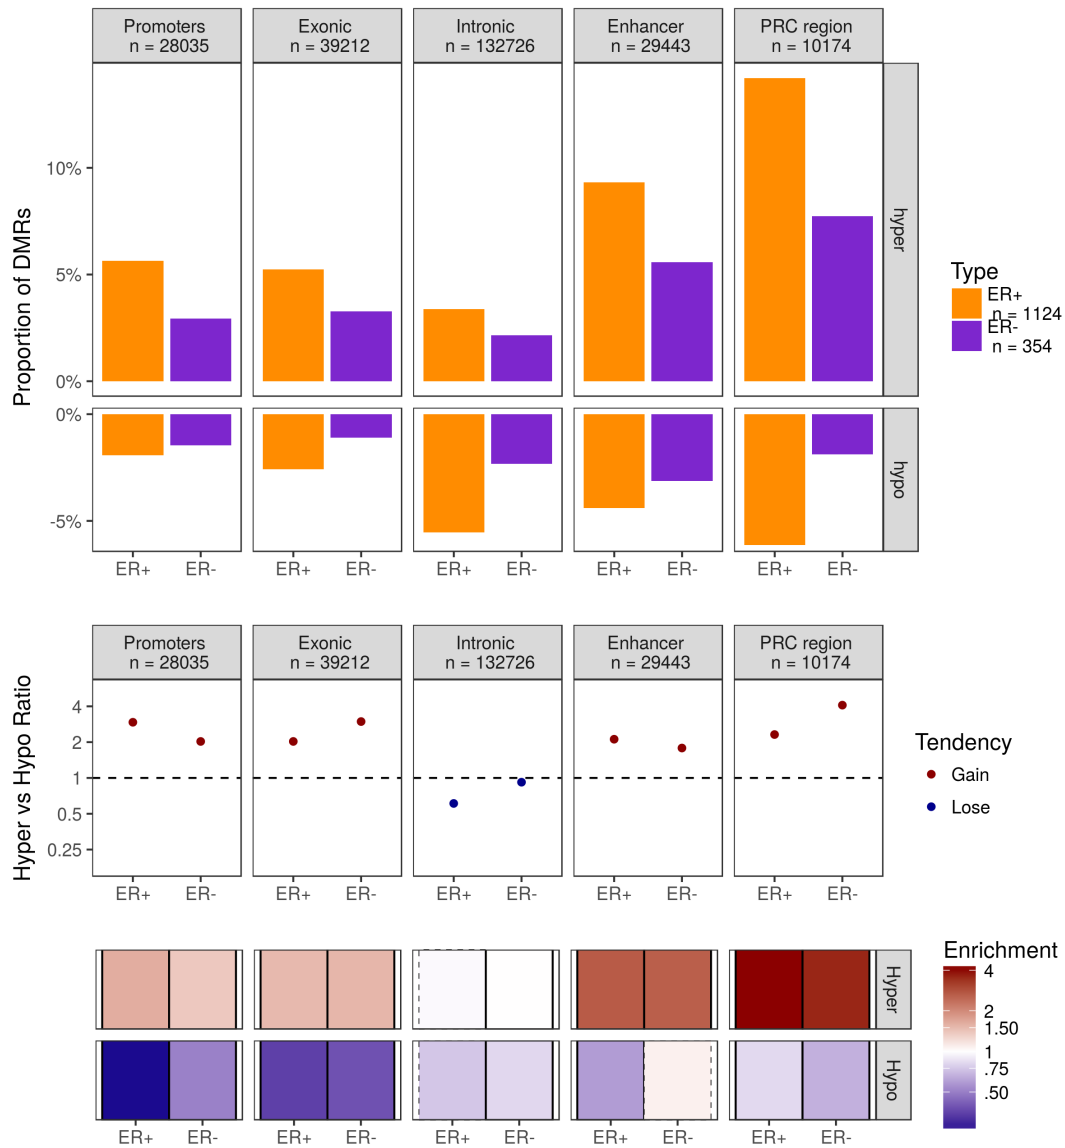 Promoters
n = 28035
Exonic
n = 39212
Intronic
n = 132726
Enhancer
n = 29443
PRC region
n = 10174
Proportion of DMRs
10%
5%
0%
hyper
0%
-5%
hypo
ER+ ER- ER+ ER- ER+ ER- ER+ ER- ER+ ER-
Type
ER+
n = 1124
ER-
n = 354
Promoters
n = 28035
Exonic
n = 39212
Intronic
n = 132726
Enhancer
n = 29443
PRC region
n = 10174
Hyper vs Hypo Ratio
4
2
1
0.5
0.25
ER+ ER- ER+ ER- ER+ ER- ER+ ER- ER+ ER-
Tendency
Gain
Lose
Hyper
Hypo
ER+ ER- ER+ ER- ER+ ER- ER+ ER- ER+ ER-
Enrichment
4
2
1.50
1
.75
.50